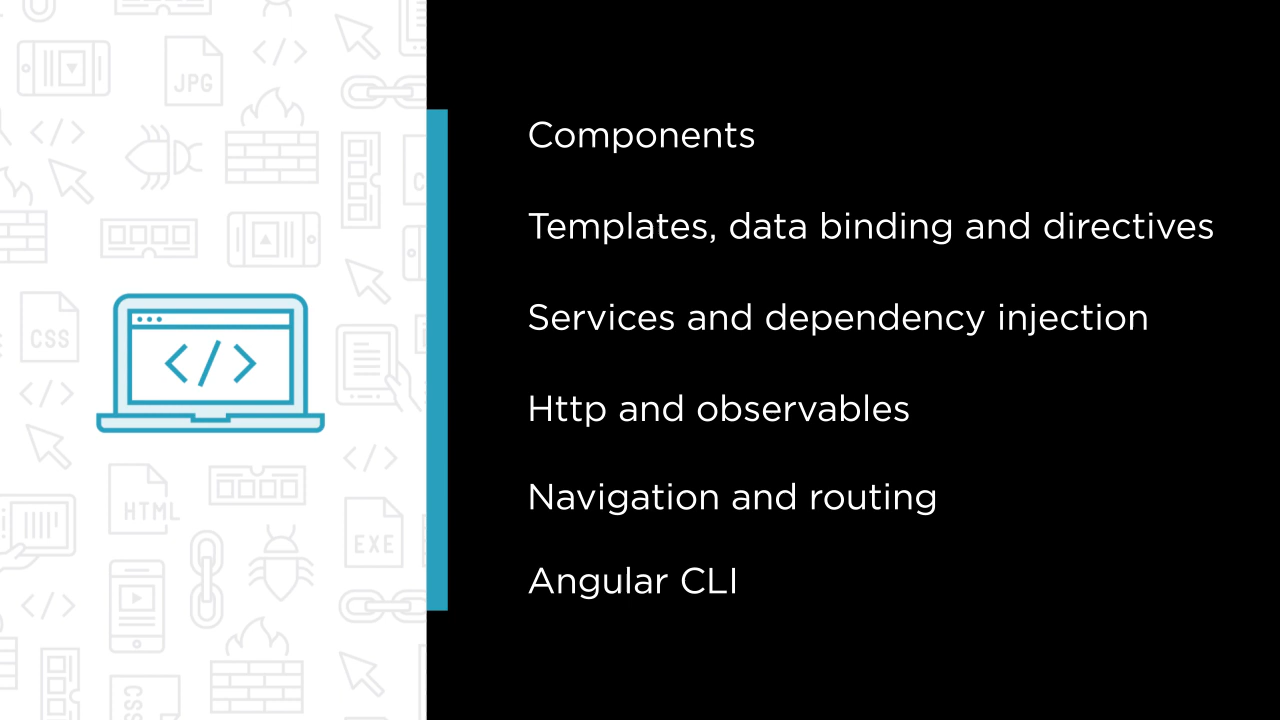 JPG
CSS
</>
HTML
EXE
Components
Templates, data binding and directives
Services and dependency injection
Http and observables
Navigation and routing
Angular CLI